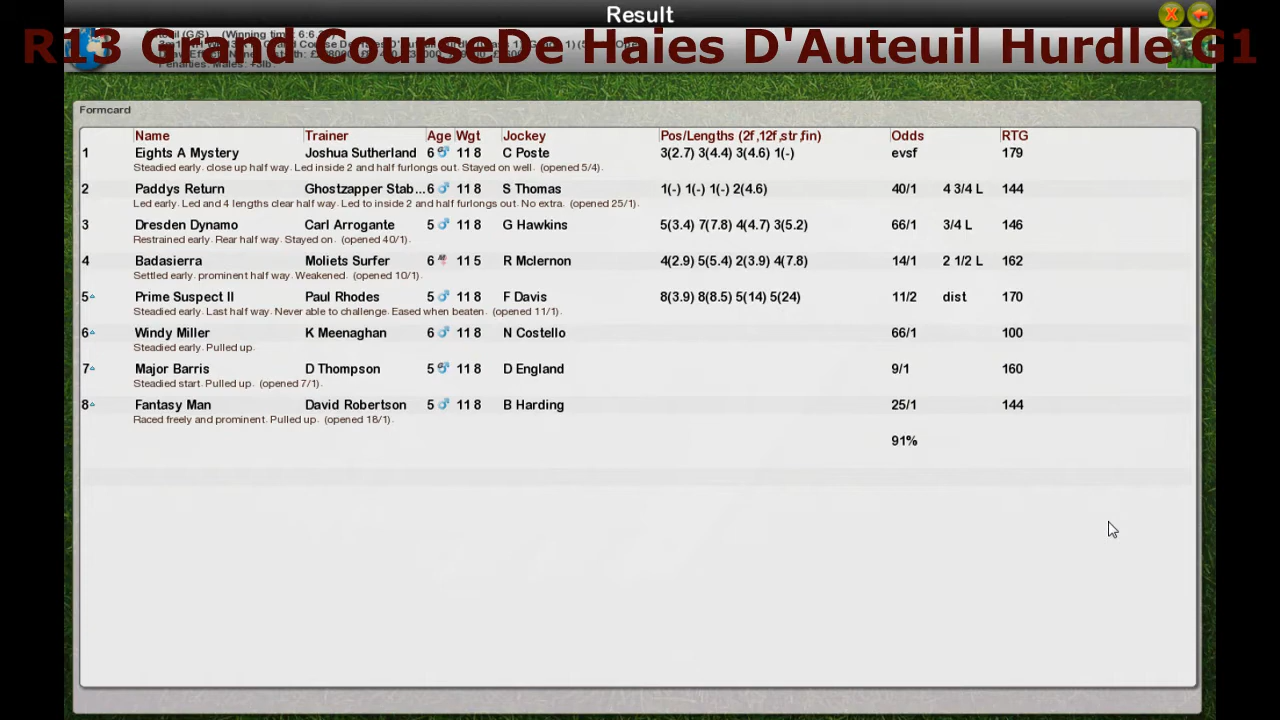 Result
R13 Grand CourseDe Haies D'Auteuil Hurdle G1
Formcard
Name Trainer Age Wgt Jockey Pos/Lengths (2f,12f,str,fin) Odds RTG
1 Eights A Mystery Joshua Sutherland 6 11 8 C Poste 3(2.7) 3(4.4) 3(4.6) 1(-) evsf 179
Steadied early. close up half way. Led inside 2 and half furlongs out. Stayed on well. (opened 5/4).
2 Paddys Return Ghostzapper Stab... 6 11 8 S Thomas 1(-) 1(-) 1(-) 2(4.6) 40/1 4 3/4 L 144
Led early. Led and 4 lengths clear half way. Led to inside 2 and half furlongs out. No extra. (opened 25/1).
3 Dresden Dynamo Carl Arrogante 5 11 8 G Hawkins 5(3.4) 7(7.8) 4(4.7) 3(5.2) 66/1 3/4 L 146
Restrained early. Rear half way. Stayed on. (opened 40/1).
4 Badasierra Moliets Surfer 6 11 5 R Mclernon 4(2.9) 5(5.4) 2(3.9) 4(7.8) 14/1 2 1/2 L 162
Settled early. prominent half way. Weakened. (opened 10/1).
5 Prime Suspect II Paul Rhodes 5 11 8 F Davis 8(3.9) 8(8.5) 5(14) 5(24) 11/2 dist 170
Steadied early. Last half way. Never able to challenge. Eased when beaten. (opened 11/1).
6 Windy Miller K Meenaghan 6 11 8 N Costello 66/1 100
Steadied early. Pulled up.
7 Major Barris D Thompson 5 11 8 D England 9/1 160
Steadied start. Pulled up. (opened 7/1).
8 Fantasy Man David Robertson 5 11 8 B Harding 25/1 144
Raced freely and prominent. Pulled up. (opened 18/1).
91%